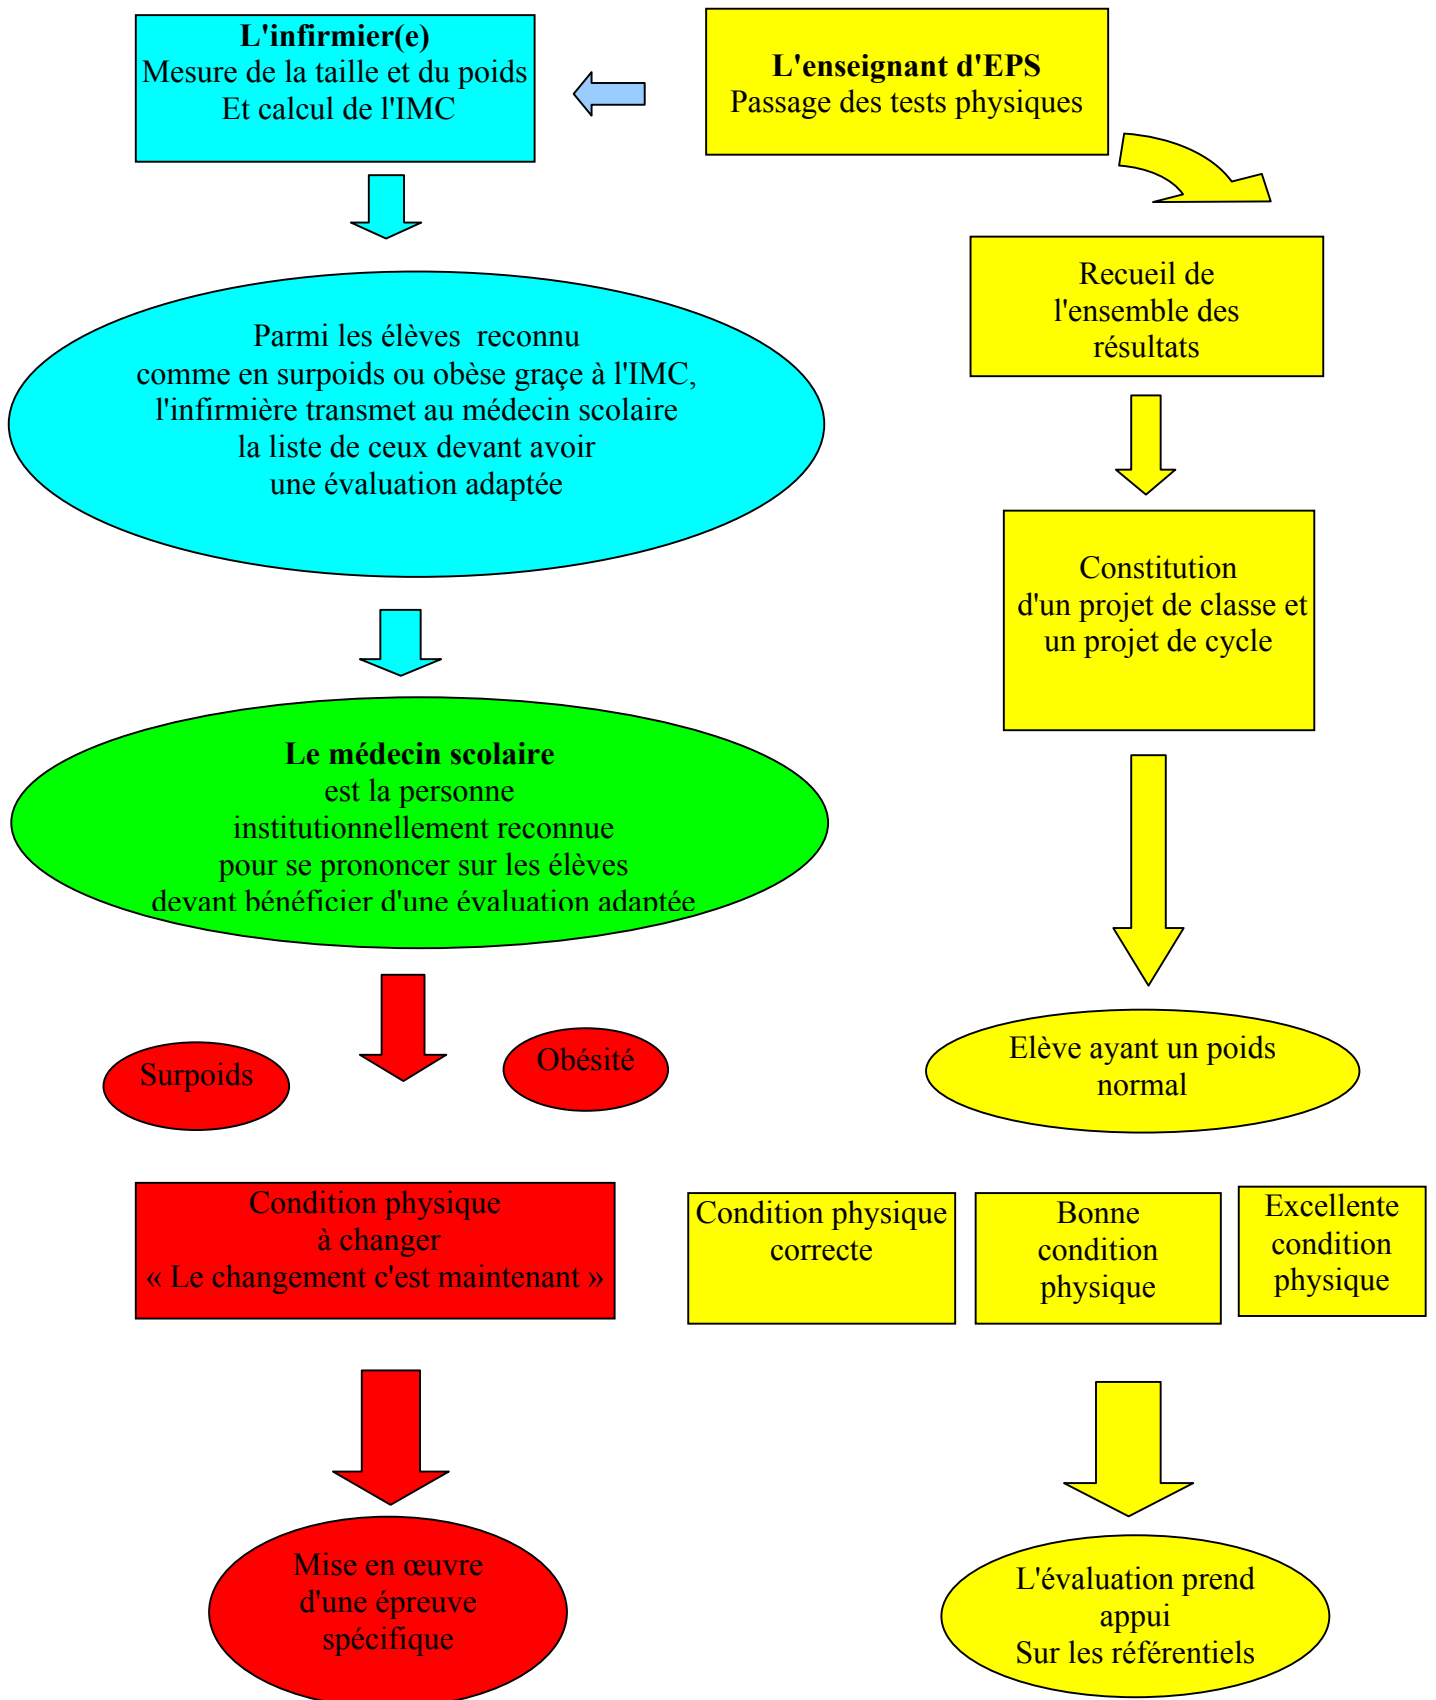 L'infirmier(e)
Mesure de la taille et du poids
Et calcul de l'IMC
L'enseignant d'EPS
Passage des tests physiques
Parmi les élèves  reconnu
comme en surpoids ou obèse graçe à l'IMC,
l'infirmière transmet au médecin scolaire
la liste de ceux devant avoir
une évaluation adaptée
Recueil de
l'ensemble des
résultats
Constitution
d'un projet de classe et
un projet de cycle
Le médecin scolaire
est la personne
institutionnellement reconnue
pour se prononcer sur les élèves
devant bénéficier d'une évaluation adaptée
Surpoids
Obésité
Elève ayant un poids
normal
Condition physique
à changer
« Le changement c'est maintenant »
Condition physique
correcte
Bonne
condition
physique
Excellente
condition
physique
Mise en œuvre
d'une épreuve
spécifique
L'évaluation prend
appui
Sur les référentiels